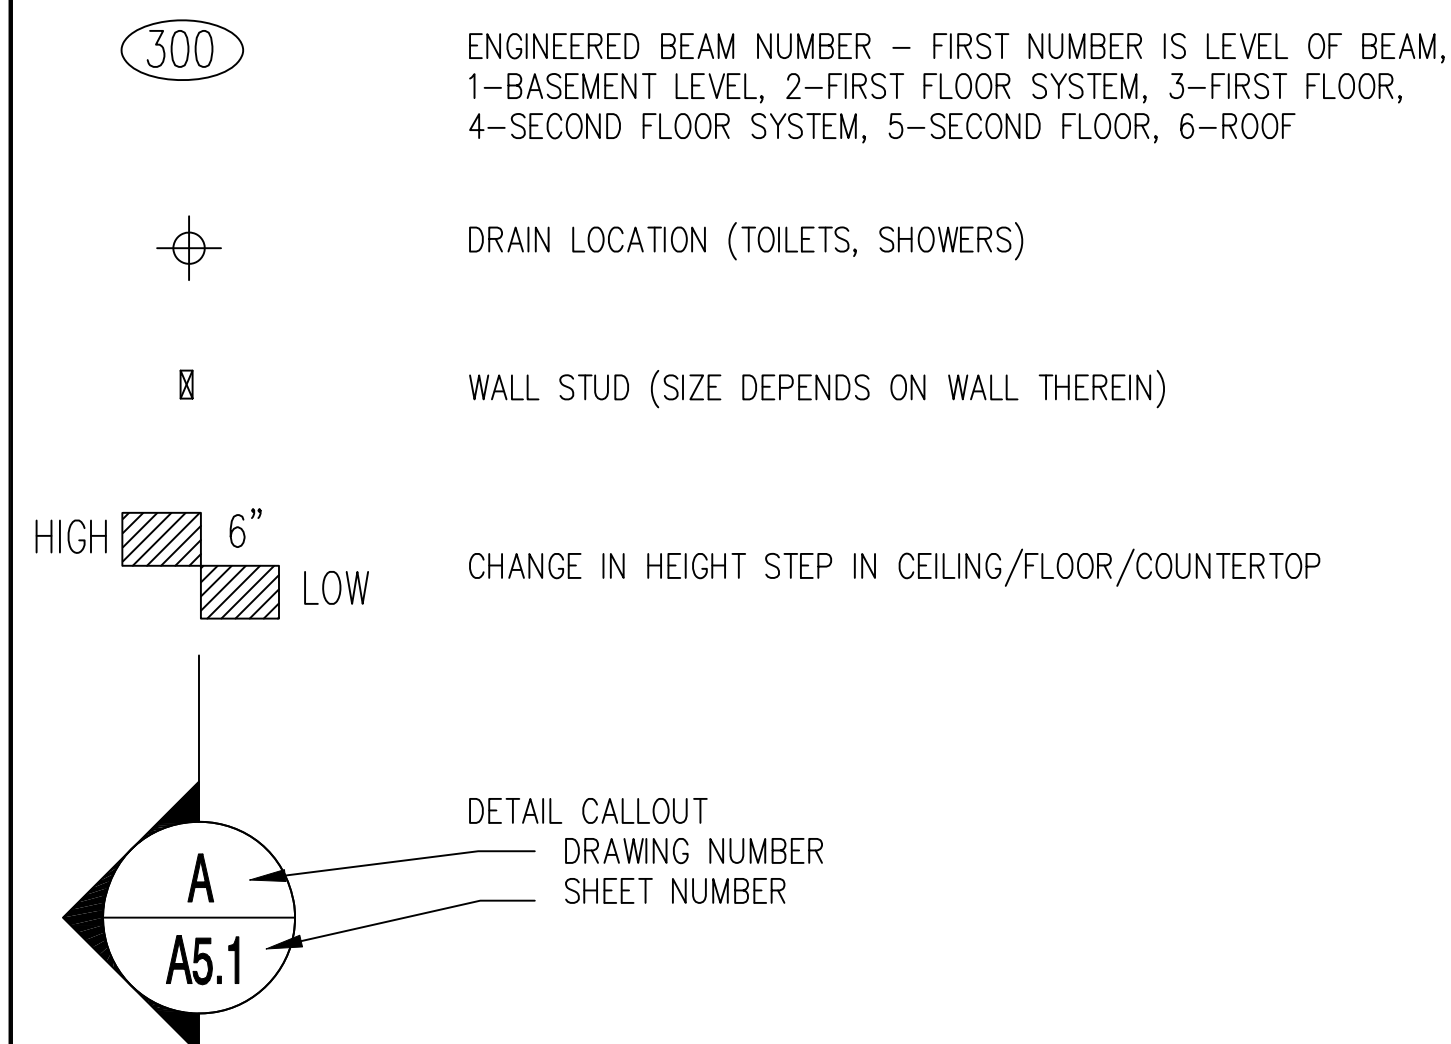 300
ENGINEERED BEAM NUMBER – FIRST NUMBER IS LEVEL OF BEAM,
1–BASEMENT LEVEL, 2–FIRST FLOOR SYSTEM, 3–FIRST FLOOR,
4–SECOND FLOOR SYSTEM, 5–SECOND FLOOR, 6–ROOF
DRAIN LOCATION (TOILETS, SHOWERS)
WALL STUD (SIZE DEPENDS ON WALL THEREIN)
HIGH
6”
LOW
CHANGE IN HEIGHT STEP IN CEILING/FLOOR/COUNTERTOP
DETAIL CALLOUT
DRAWING NUMBER
SHEET NUMBER
A
A5.1